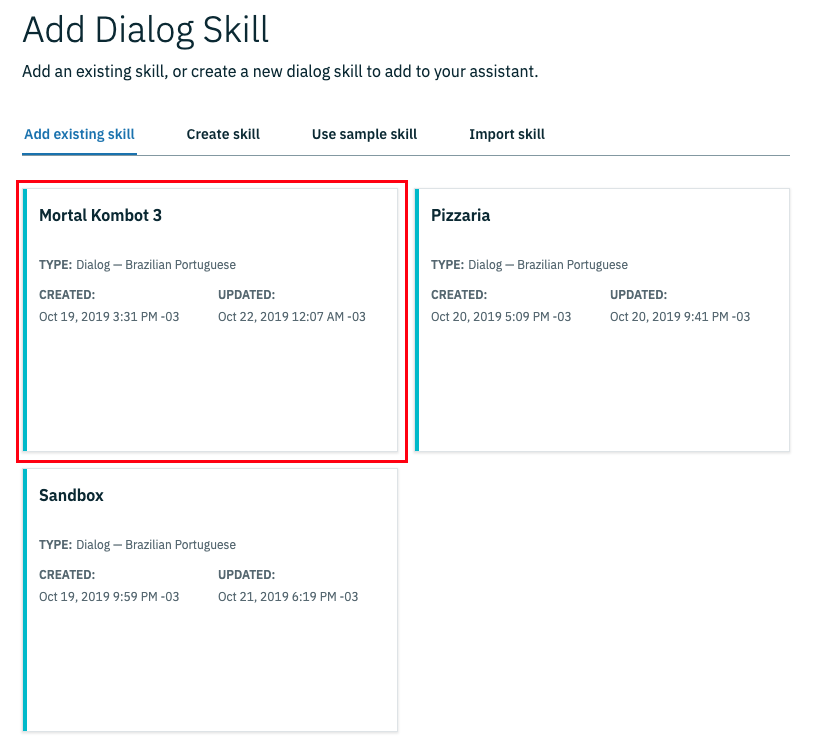 Add Dialog Skill
Add an existing skill, or create a new dialog skill to add to your assistant.
Add existing skill Create skill Use sample skill Import skill
Mortal Kombot 3
TYPE: Dialog — Brazilian Portuguese
CREATED: UPDATED:
Oct 19, 2019 3:31 PM -03 Oct 22, 2019 12:07 AM -03
Pizzaria
TYPE: Dialog — Brazilian Portuguese
CREATED: UPDATED:
Oct 20, 2019 5:09 PM -03 Oct 20, 2019 9:41 PM -03
Sandbox
TYPE: Dialog — Brazilian Portuguese
CREATED: UPDATED:
Oct 19, 2019 9:59 PM -03 Oct 21, 2019 6:19 PM -03